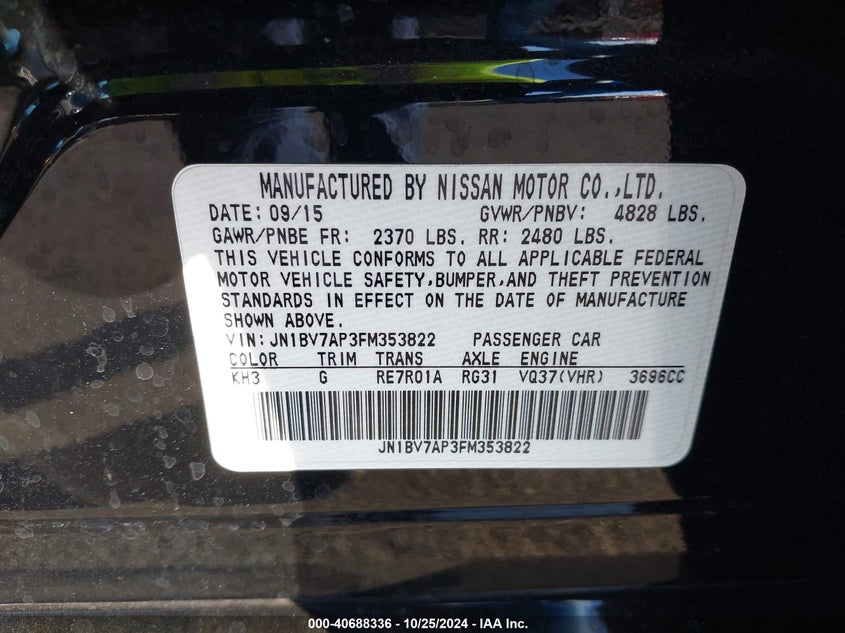 MANUFACTURED BY NISSAN MOTOR CO.,LTD.
DATE: 09/15 GVWR/PNBV: 4828 LBS.
GAWR/PNBE FR: 2370 LBS. RR: 2480 LBS.
THIS VEHICLE CONFORMS TO ALL APPLICABLE FEDERAL
MOTOR VEHICLE SAFETY,BUMPER,AND THEFT PREVENTION
STANDARDS IN EFFECT ON THE DATE OF MANUFACTURE
SHOWN ABOVE.
VIN: JN1BV7AP3FM353822 PASSENGER CAR
COLOR TRIM TRANS AXLE ENGINE
KH3 G RE7R01A RG31 VQ37(VHR) 3696CC
JN1BV7AP3FM353822
000-40688336 - 10/25/2024 - IAA Inc.